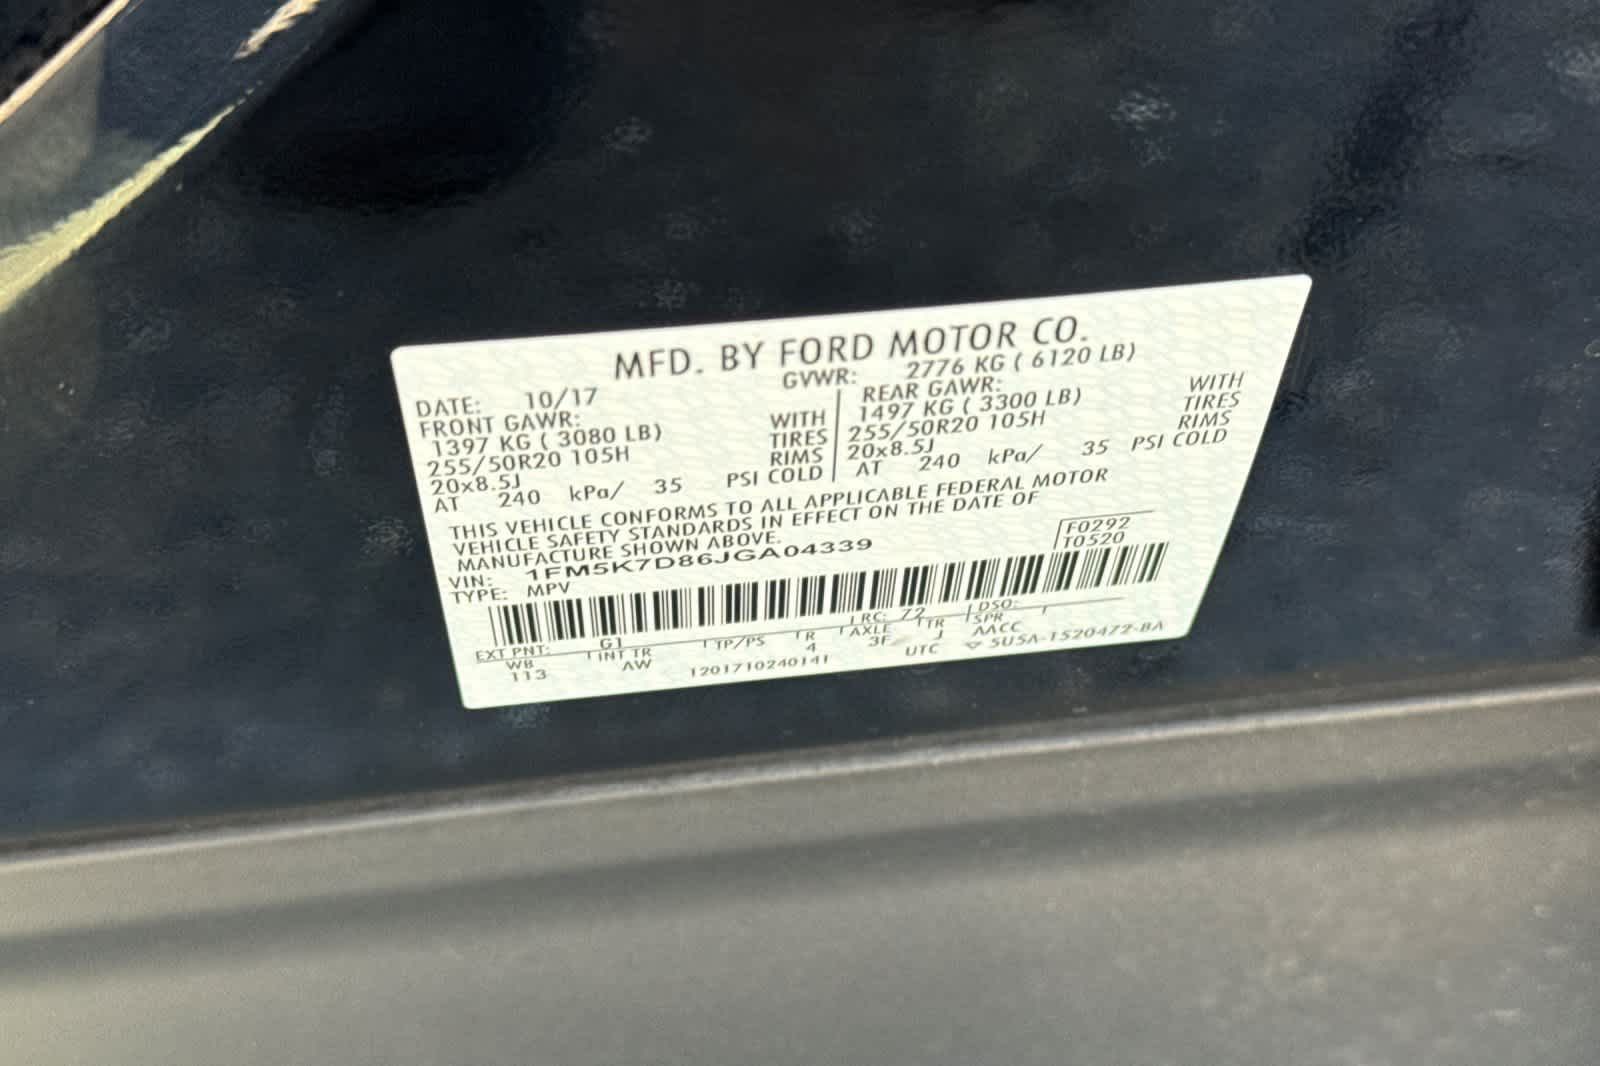 MFD. BY FORD MOTOR CO.
DATE: 10/17 GVWR: 2776 KG ( 6120 LB)
FRONT GAWR:
1397 KG ( 3080 LB) WITH
255/50R20 105H TIRES
20x8.5J RIMS
AT 240 kPa/ 35 PSI COLD
REAR GAWR: WITH
1497 KG ( 3300 LB) TIRES
255/50R20 105H RIMS
20x8.5J
AT 240 kPa/ 35 PSI COLD
THIS VEHICLE CONFORMS TO ALL APPLICABLE FEDERAL MOTOR
VEHICLE SAFETY STANDARDS IN EFFECT ON THE DATE OF
MANUFACTURE SHOWN ABOVE.
F0292
T0520
VIN: 1FM5K7D86JGA04339
TYPE: MPV
EXT PNT: G1 RC: 72 DSO:
WB INT TR TP/PS R AXLE TR SPR
113 AW 4 3F J AACC
1201710240141 UTC ▽ 5U5A-1520472-BA